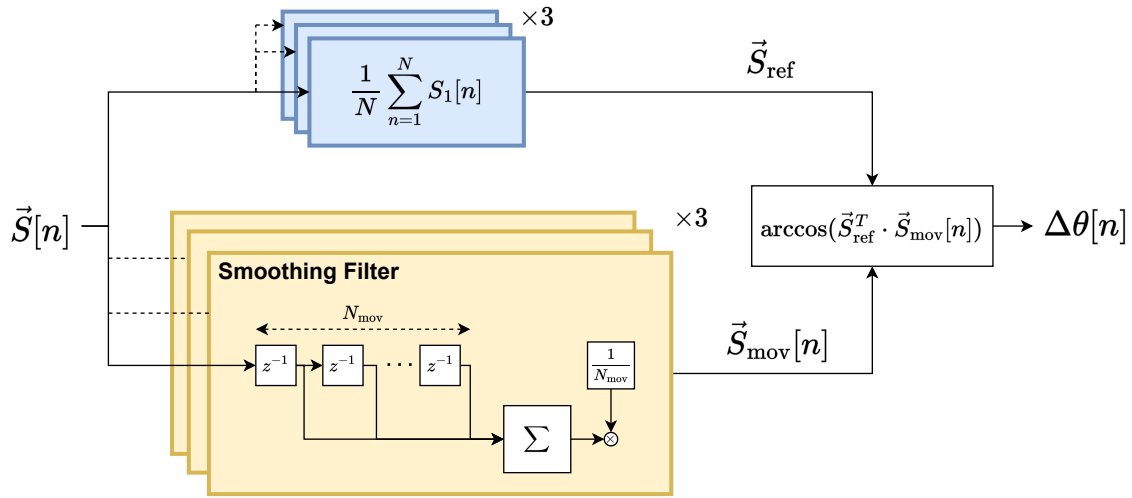 ×3
$\frac{1}{N} \sum_{n=1}^{N} S_1[n]$
$\vec{S}_{\text{ref}}$
$\vec{S}[n]$
×3
$\arccos(\vec{S}_{\text{ref}}^T \cdot \vec{S}_{\text{mov}}[n])$
$\Delta\theta[n]$
Smoothing Filter
$N_{\text{mov}}$
$\vec{S}_{\text{mov}}[n]$
$z^{-1}$ $z^{-1}$ ··· $z^{-1}$
$\frac{1}{N_{\text{mov}}}$
$\sum$ ⊗